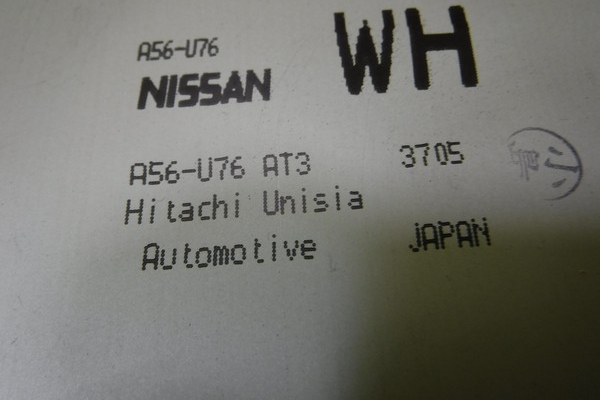 A56-U76
NISSAN
WH
A56-U76 AT3 3705
Hitachi Unisia
Automotive JAPAN